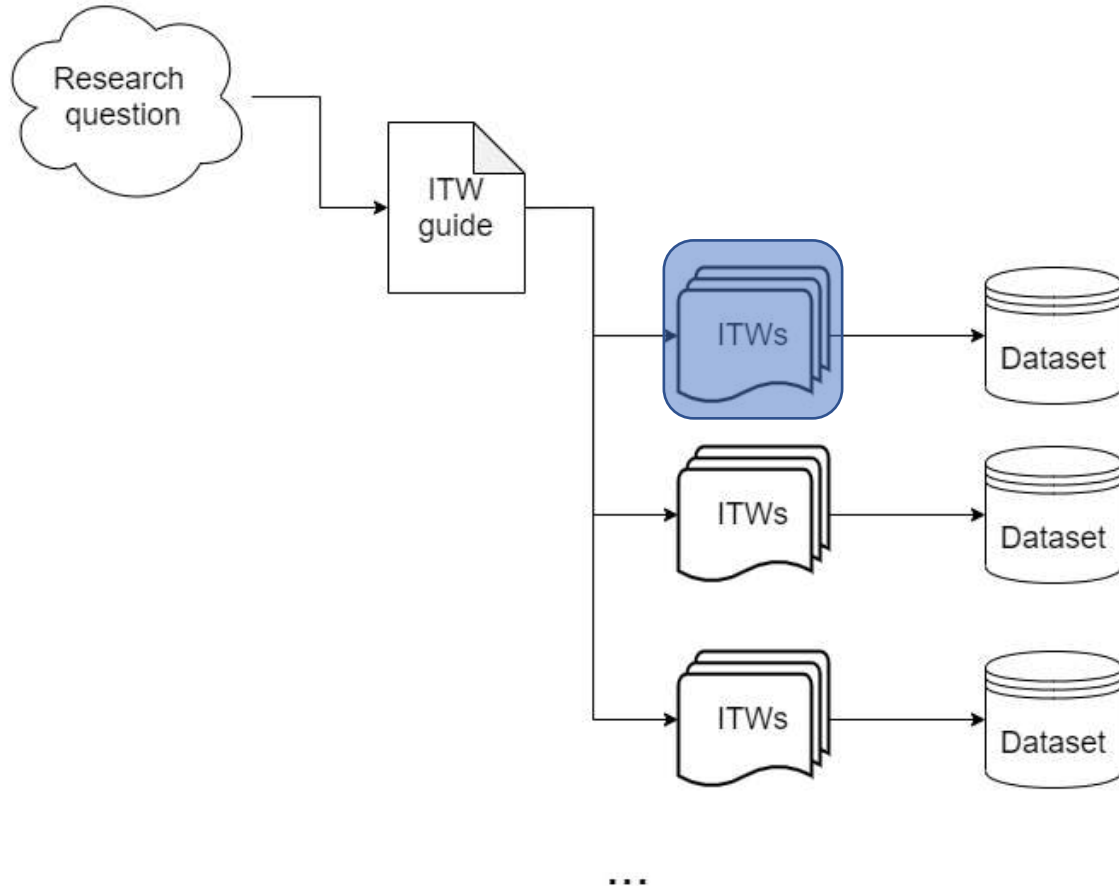 Research
question
ITW
guide
ITWs
Dataset
ITWs
Dataset
ITWs
Dataset
...